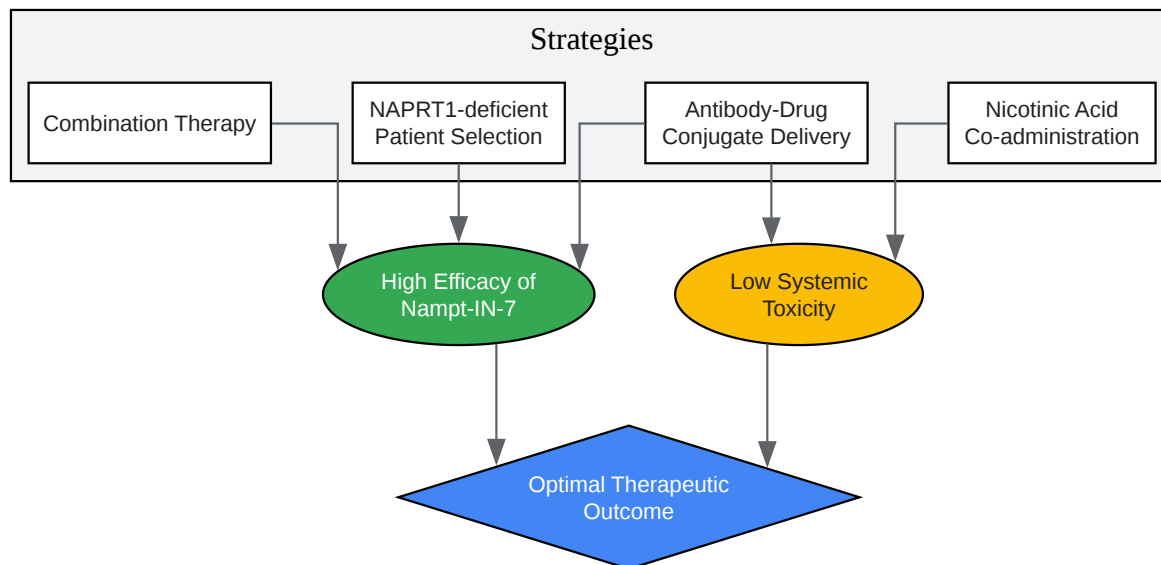 Strategies
Combination Therapy
NAPRT1-deficient
Patient Selection
Antibody-Drug
Conjugate Delivery
Nicotinic Acid
Co-administration
High Efficacy of
Nampt-IN-7
Low Systemic
Toxicity
Optimal Therapeutic
Outcome